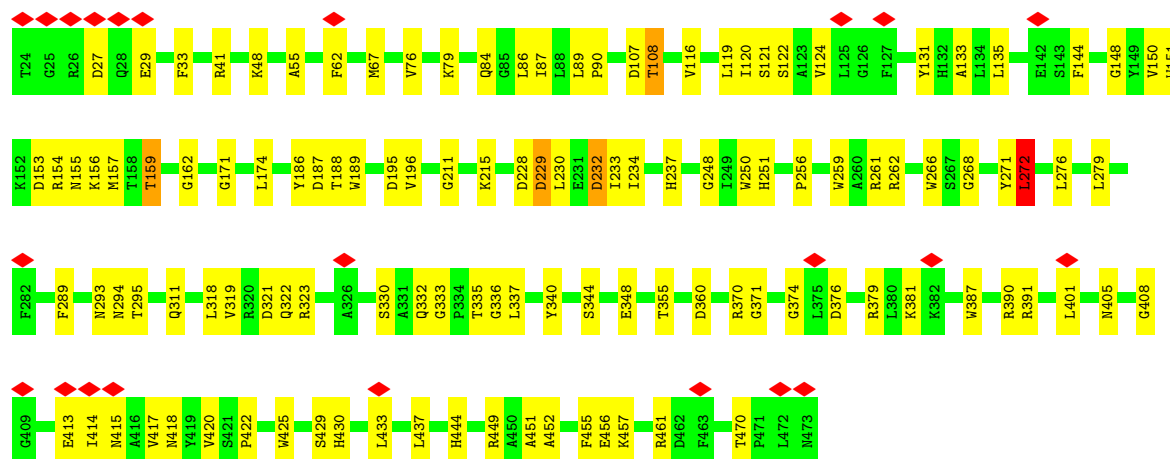 T24 G25 R26 D27 Q28 E29 F33 R41 K48 A55 F62 M67 V76 K79 Q84 G85 L86 I87 L88 L89 P90 D107 T108 V116 L119 I120 S121 S122 A123 V124 L125 G126 F127 Y131 H132 A133 L134 L135 E142 S143 F144 G148 Y149 V150
K152 D153 R154 N155 K156 M157 T158 T159 G162 G171 L174 Y186 D187 T188 W189 D195 V196 G211 K215 D228 D229 L230 E231 D232 I233 I234 H237 G248 I249 W250 H251 P256 W259 A260 R261 R262 W266 S267 G268 Y271 L272 L276 L279
F282 F289 N293 N294 T295 Q311 L318 V319 R320 D321 Q322 R323 A326 S330 A331 Q332 G333 P334 T335 G336 L337 Y340 S344 E348 T355 D360 R370 G371 G374 L375 D376 R379 L380 K381 K382 W387 R390 R391 L401 N405 G408
G409 E413 I414 N415 A416 V417 N418 Y419 V420 S421 P422 W425 S429 H430 L433 L437 H444 R449 A450 A451 A452 F455 E456 K457 R461 D462 F463 T470 P471 L472 N473